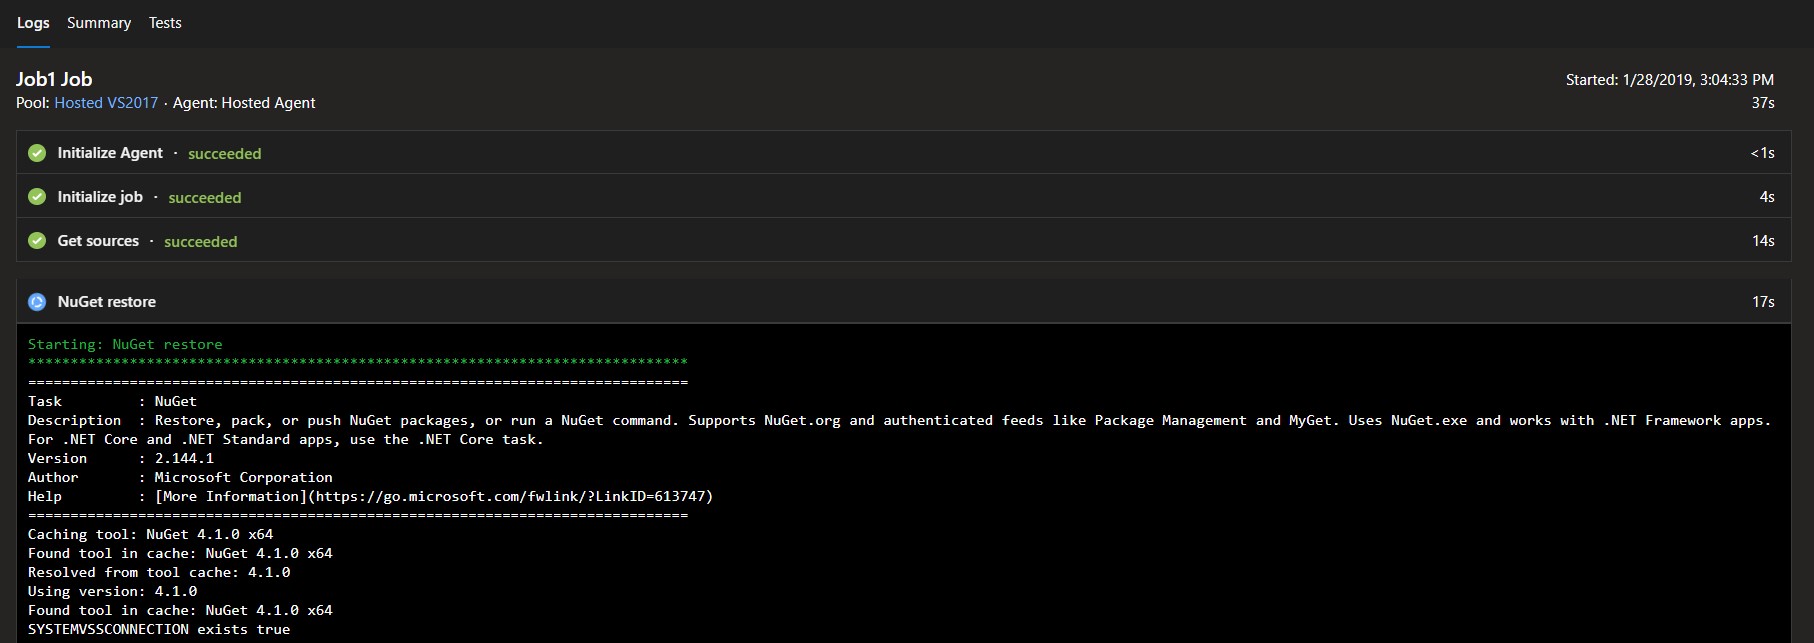 Logs Summary Tests
Job1 Job Started: 1/28/2019, 3:04:33 PM
Pool: Hosted VS2017 · Agent: Hosted Agent 37s
Initialize Agent · succeeded <1s
Initialize job · succeeded 4s
Get sources · succeeded 14s
NuGet restore 17s
Starting: NuGet restore
******************************************************************************
==============================================================================
Task         : NuGet
Description  : Restore, pack, or push NuGet packages, or run a NuGet command. Supports NuGet.org and authenticated feeds like Package Management and MyGet. Uses NuGet.exe and works with .NET Framework apps.
For .NET Core and .NET Standard apps, use the .NET Core task.
Version      : 2.144.1
Author       : Microsoft Corporation
Help         : [More Information](https://go.microsoft.com/fwlink/?LinkID=613747)
==============================================================================
Caching tool: NuGet 4.1.0 x64
Found tool in cache: NuGet 4.1.0 x64
Resolved from tool cache: 4.1.0
Using version: 4.1.0
Found tool in cache: NuGet 4.1.0 x64
SYSTEMVSSCONNECTION exists true